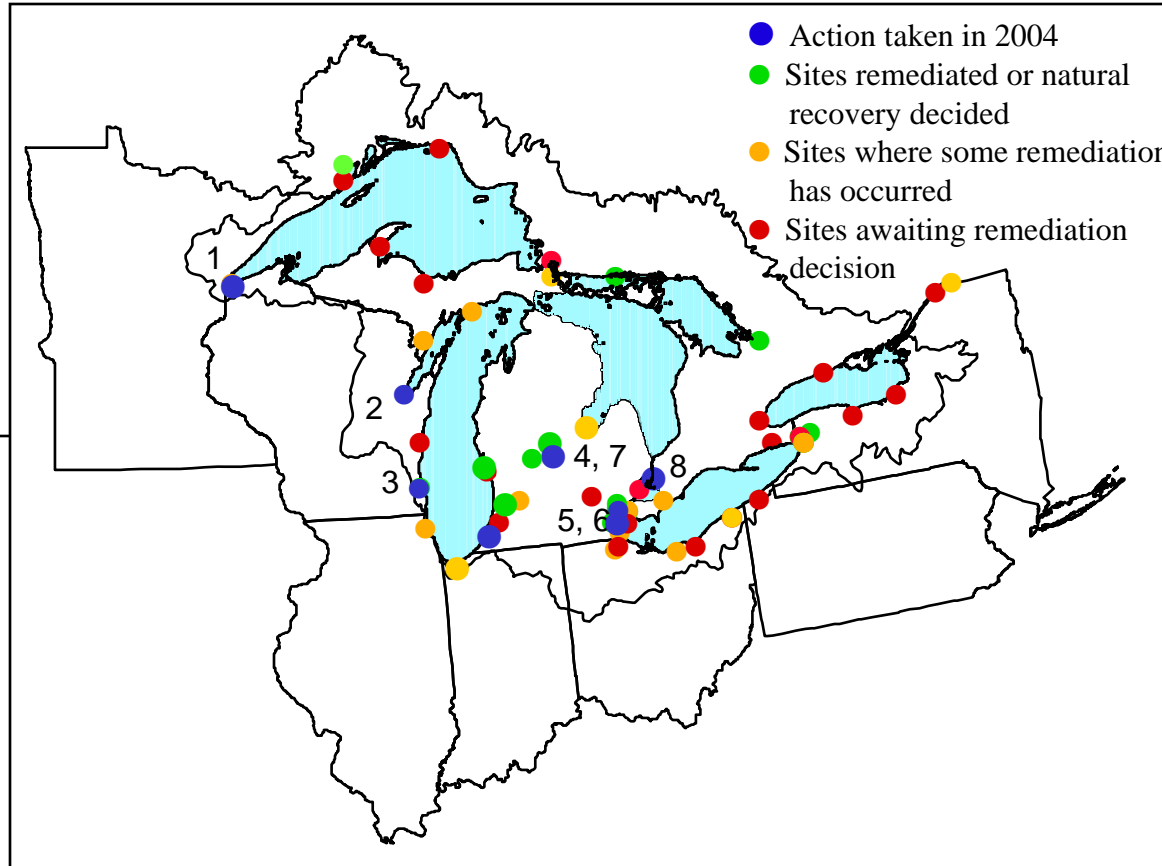 Action taken in 2004
Sites remediated or natural
recovery decided
Sites where some remediation
has occurred
Sites awaiting remediation
decision
1
2
3
4, 7
8
5, 6